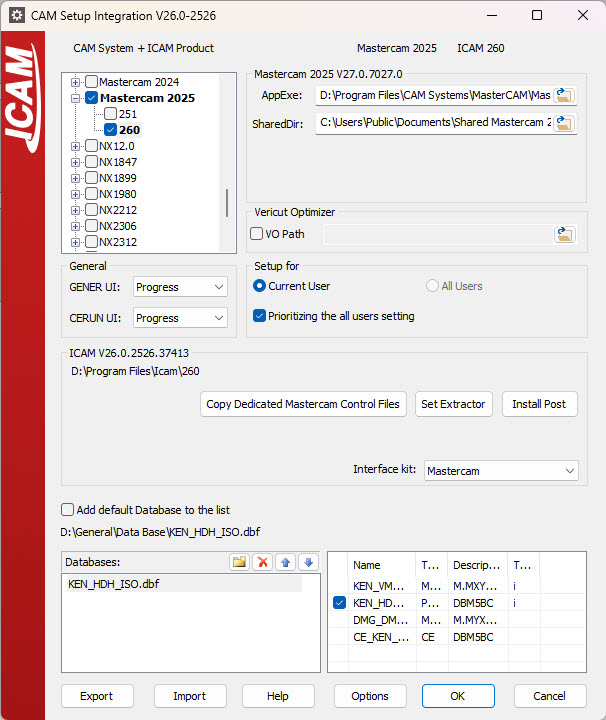 CAM Setup Integration V26.0-2526
ICAM
CAM System + ICAM Product
Mastercam 2025 ICAM 260
Mastercam 2024
Mastercam 2025
251
260
NX12.0
NX1847
NX1899
NX1980
NX2212
NX2306
NX2312
Mastercam 2025 V27.0.7027.0
AppExe: D:\Program Files\CAM Systems\MasterCAM\Mas
SharedDir: C:\Users\Public\Documents\Shared Mastercam 2
Vericut Optimizer
VO Path
General
GENER UI: Progress
CERUN UI: Progress
Setup for
Current User All Users
Prioritizing the all users setting
ICAM V26.0.2526.37413
D:\Program Files\Icam\260
Copy Dedicated Mastercam Control Files Set Extractor Install Post
Interface kit: Mastercam
Add default Database to the list
D:\General\Data Base\KEN_HDH_ISO.dbf
Databases:
KEN_HDH_ISO.dbf
Name T... Descrip... T...
KEN_VM... M... M.MXY... i
KEN_HD... P... DBM5BC i
DMG_DM... M... M.MYX...
CE_KEN_... CE DBM5BC
Export Import Help Options OK Cancel